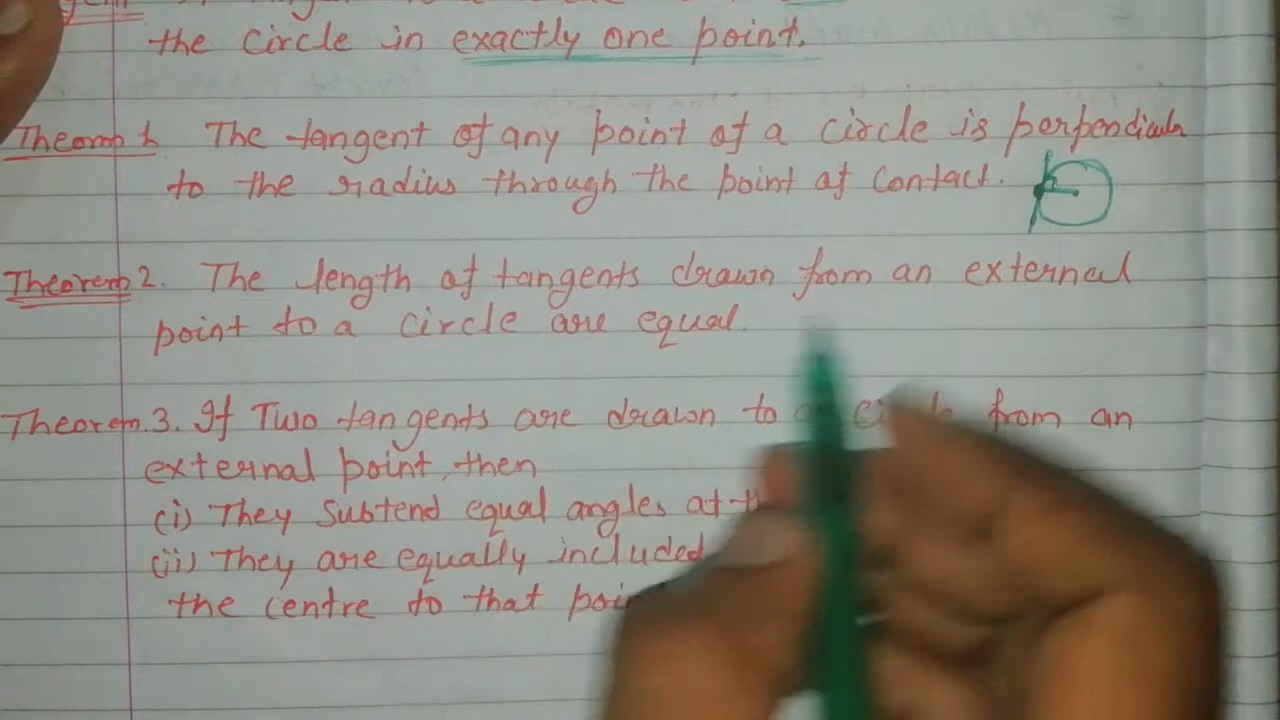 the circle in exactly one point.
Theorem 1. The tangent of any point of a circle is perpendicular
to the radius through the point of contact.
Theorem 2. The length of tangents drawn from an external
point to a circle are equal.
Theorem. 3. If Two tangents are drawn to from an
external point, then
(i) They Subtend equal angles at
(ii) They are equally included
the centre to that